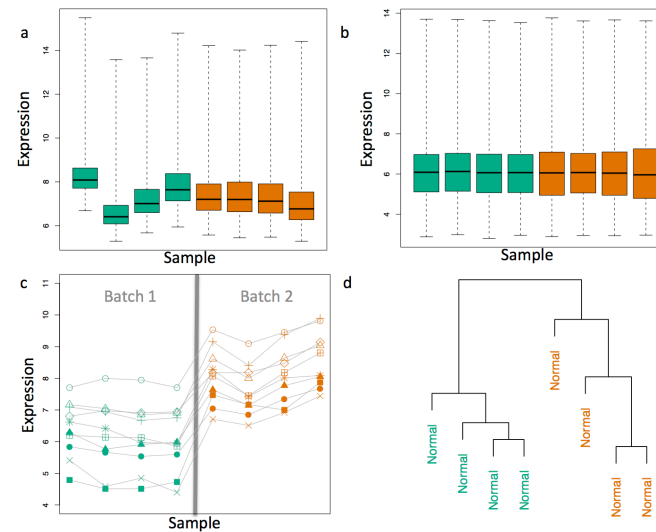 a
Expression
14
12
10
8
6
Sample
b
Expression
14
12
10
8
6
4
Sample
c
Batch 1
Batch 2
Expression
11
10
9
8
7
6
5
4
Sample
d
Normal
Normal
Normal
Normal
Normal
Normal
Normal
Normal